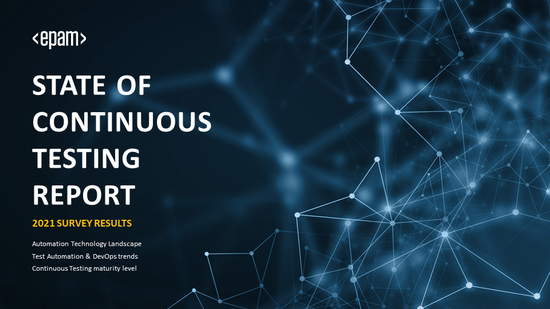 <epam>
STATE OF
CONTINUOUS
TESTING
REPORT
2021 SURVEY RESULTS
Automation Technology Landscape
Test Automation & DevOps trends
Continuous Testing maturity level